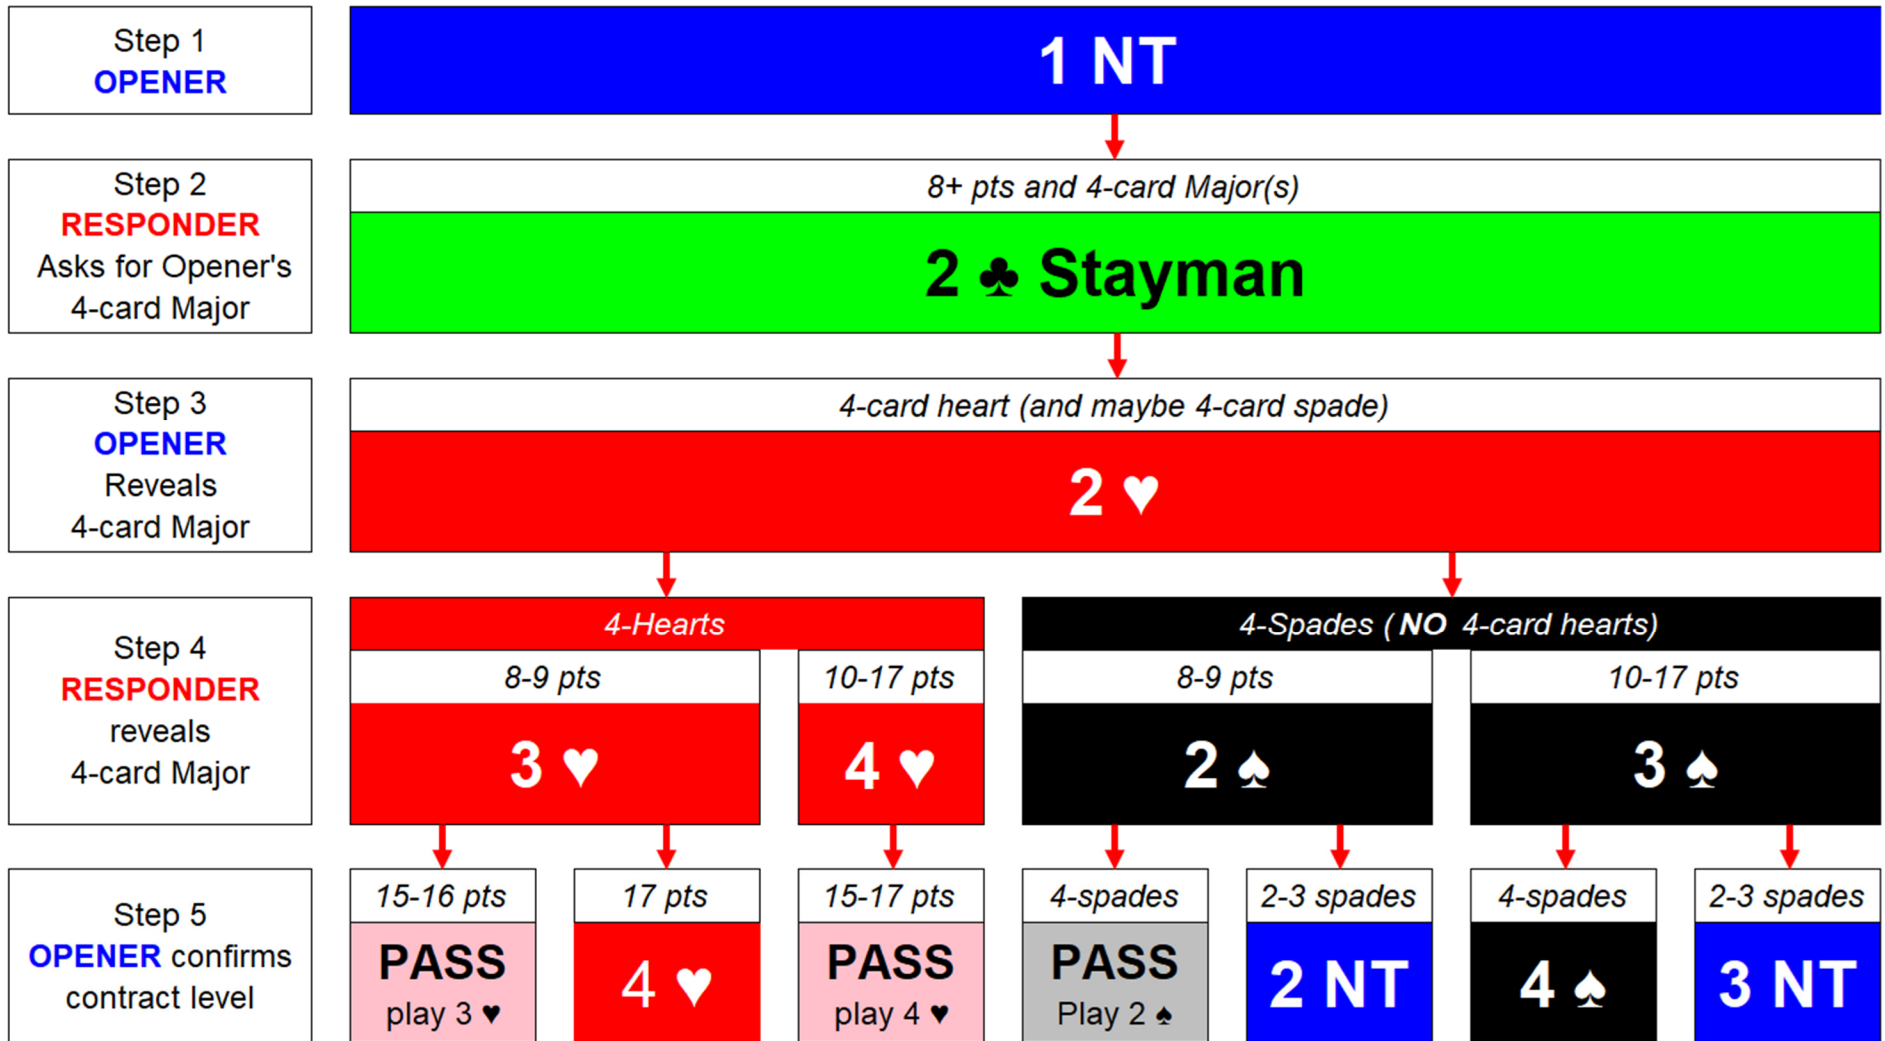 Step 1
OPENER
1 NT
Step 2
RESPONDER
Asks for Opener's
4-card Major
8+ pts and 4-card Major(s)
2 ♣ Stayman
Step 3
OPENER
Reveals
4-card Major
4-card heart (and maybe 4-card spade)
2 ♥
Step 4
RESPONDER
reveals
4-card Major
4-Hearts
4-Spades ( NO 4-card hearts)
8-9 pts
10-17 pts
8-9 pts
10-17 pts
3 ♥
4 ♥
2 ♠
3 ♠
Step 5
OPENER confirms
contract level
15-16 pts
PASS
play 3 ♥
17 pts
4 ♥
15-17 pts
PASS
play 4 ♥
4-spades
PASS
Play 2 ♠
2-3 spades
2 NT
4-spades
4 ♠
2-3 spades
3 NT